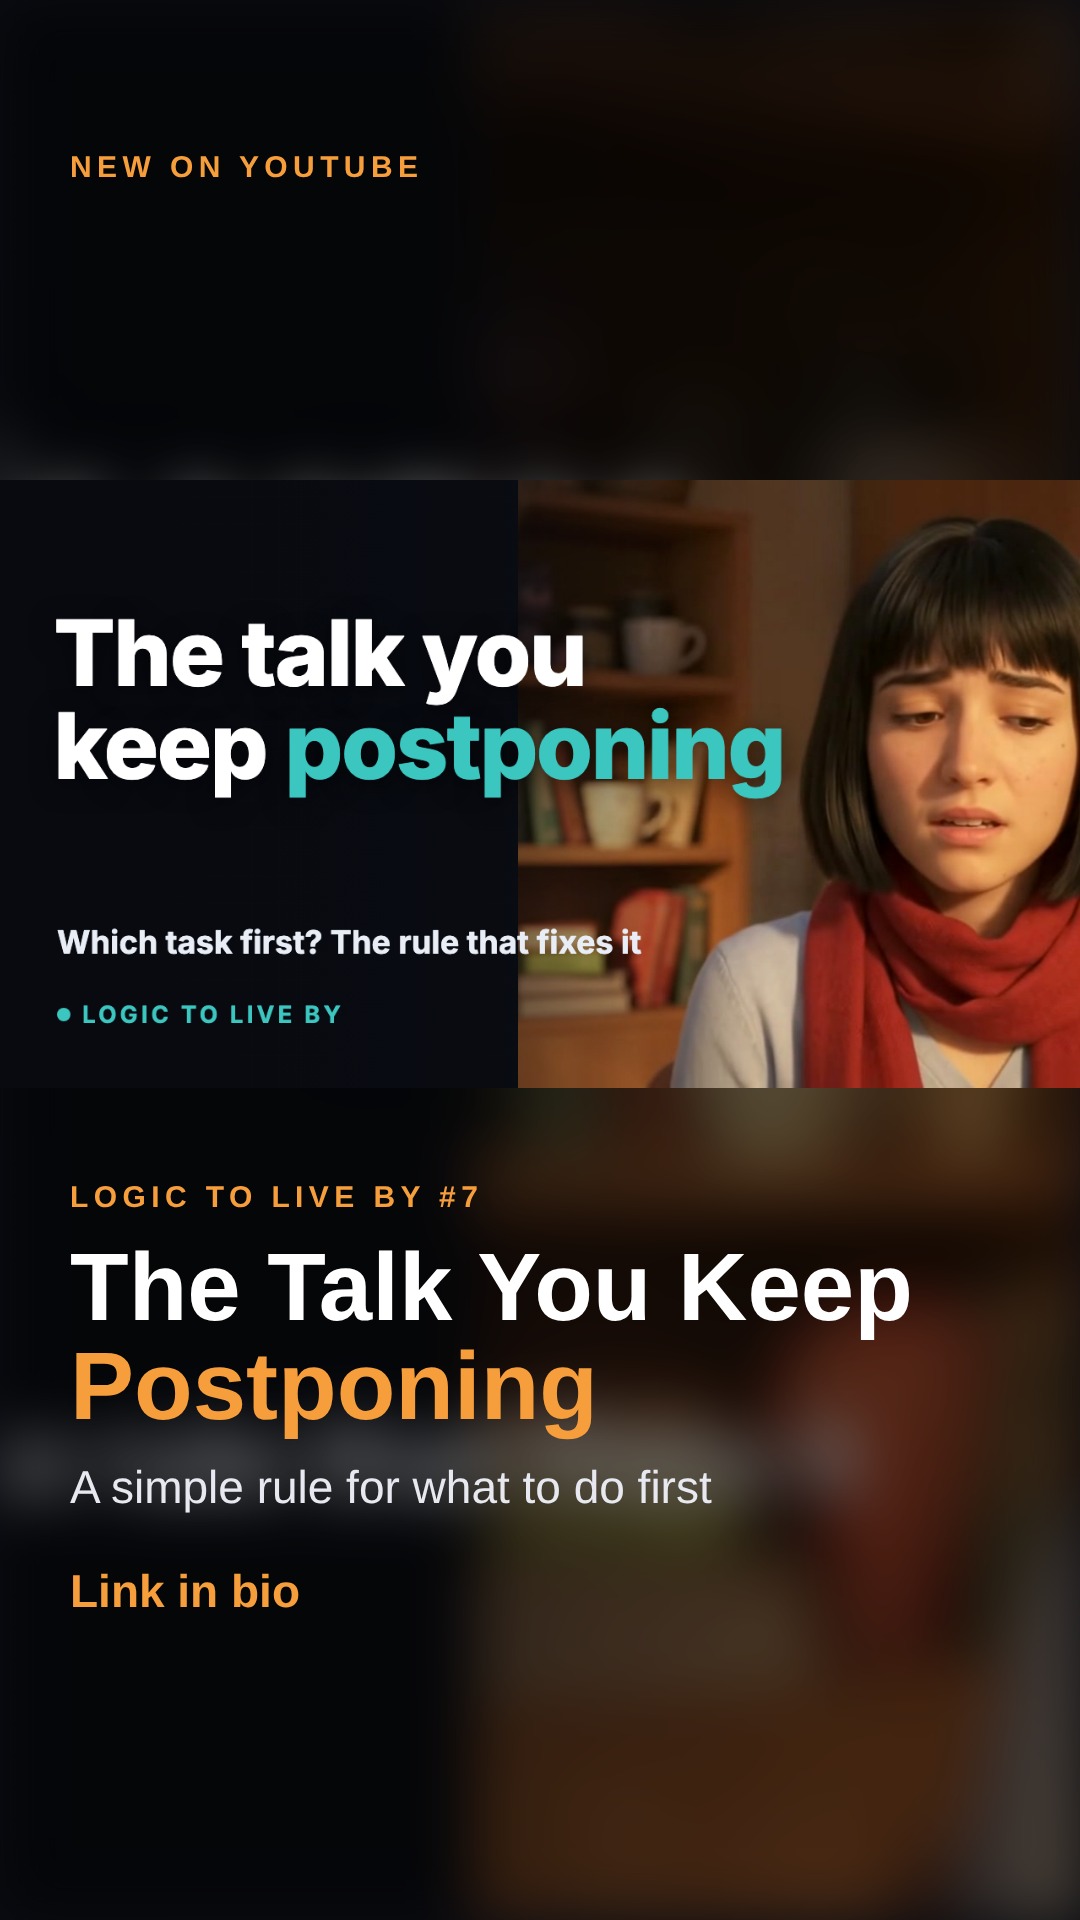 NEW ON YOUTUBE
The talk you
keep postponing
Which task first? The rule that fixes it
LOGIC TO LIVE BY
LOGIC TO LIVE BY #7
The Talk You Keep
Postponing
A simple rule for what to do first
Link in bio